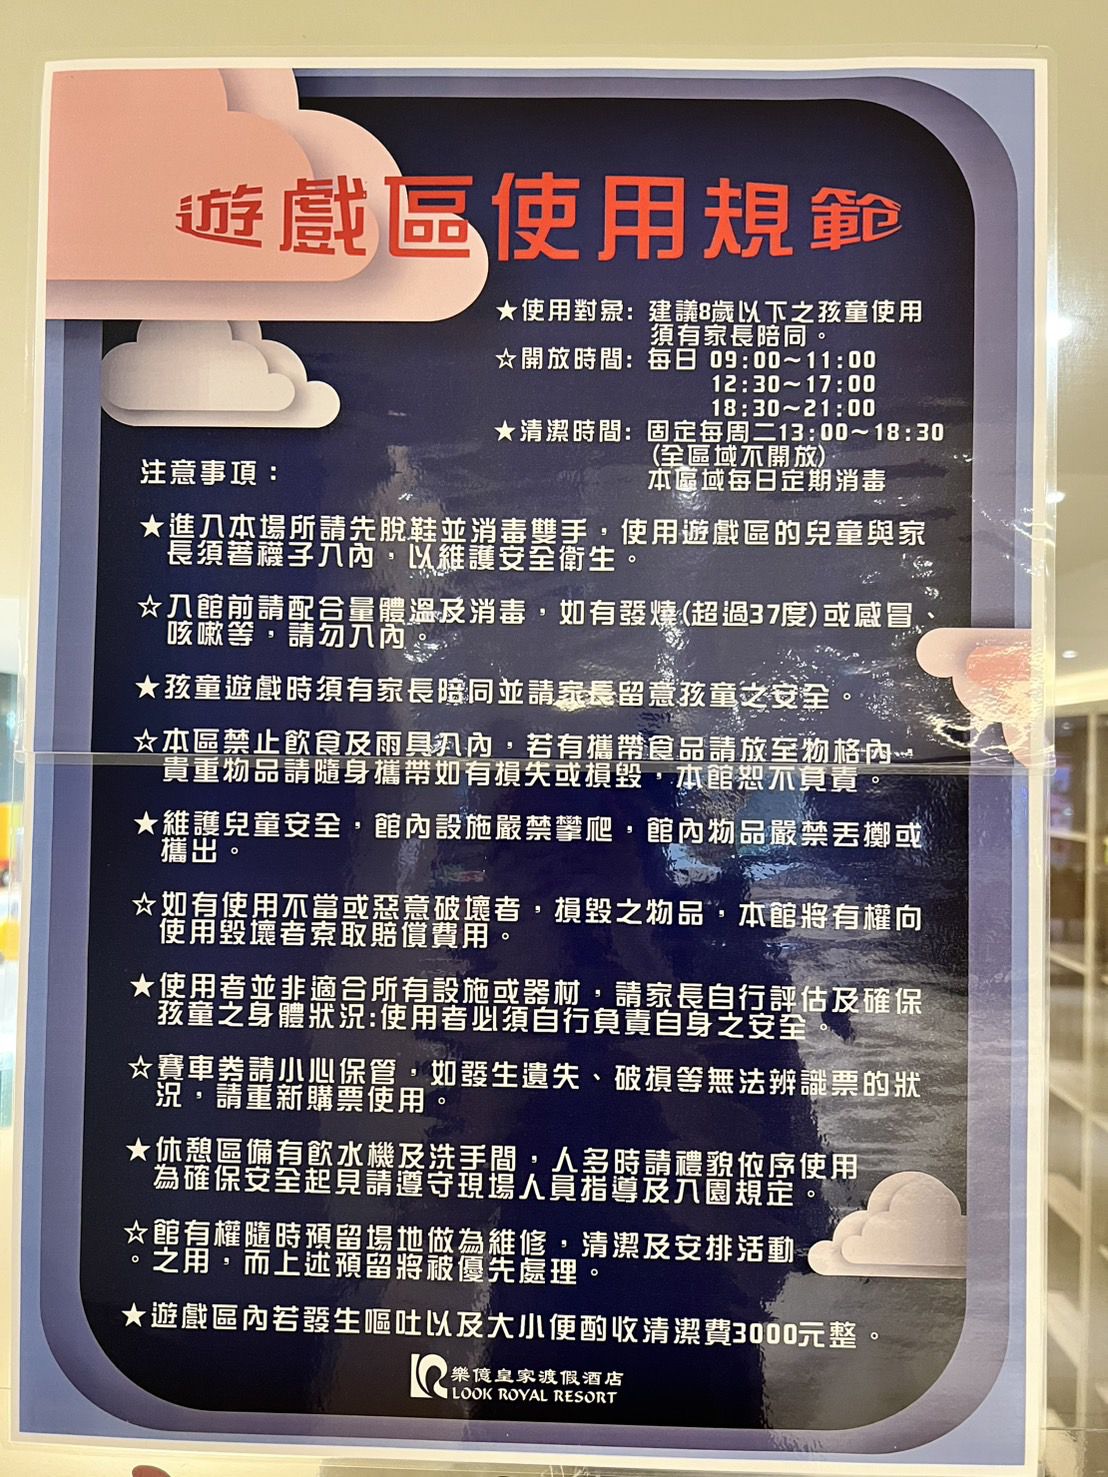 遊戲區使用規範
★使用對象: 建議8歲以下之孩童使用
須有家長陪同。
☆開放時間: 每日 09:00~11:00
12:30~17:00
18:30~21:00
★清潔時間: 固定每周二13:00~18:30
(全區域不開放)
本區域每日定期消毒
注意事項：
★進入本場所請先脫鞋並消毒雙手，使用遊戲區的兒童與家
長須著襪子入內，以維護安全衛生。
☆入館前請配合量體溫及消毒，如有發燒(超過37度)或感冒、
咳嗽等，請勿入內。
★孩童遊戲時須有家長陪同並請家長留意孩童之安全。
☆本區禁止飲食及雨具入內，若有攜帶食品請放至物格內。
貴重物品請隨身攜帶如有損失或損毀，本館恕不負責。
★維護兒童安全，館內設施嚴禁攀爬，館內物品嚴禁丟擲或
攜出。
☆如有使用不當或惡意破壞者，損毀之物品，本館將有權向
使用毀壞者索取賠償費用。
★使用者並非適合所有設施或器材，請家長自行評估及確保
孩童之身體狀況:使用者必須自行負責自身之安全。
☆賽車券請小心保管，如發生遺失、破損等無法辨識票的狀
況，請重新購票使用。
★休憩區備有飲水機及洗手間，人多時請禮貌依序使用
為確保安全起見請遵守現場人員指導及入園規定。
☆館有權隨時預留場地做為維修，清潔及安排活動
。之用，而上述預留將被優先處理。
★遊戲區內若發生嘔吐以及大小便酌收清潔費3000元整。
樂億皇家渡假酒店
LOOK ROYAL RESORT